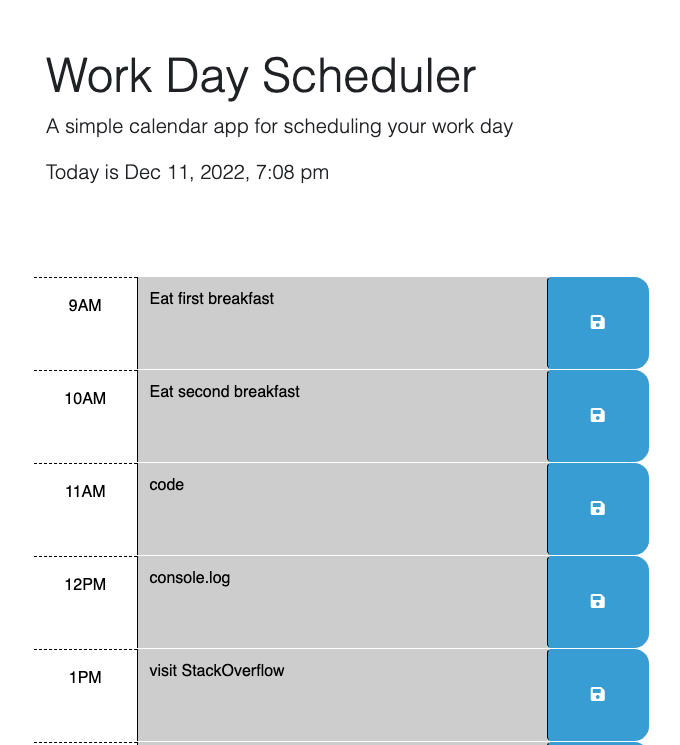 Work Day Scheduler
A simple calendar app for scheduling your work day
Today is Dec 11, 2022, 7:08 pm
9AM
Eat first breakfast
10AM
Eat second breakfast
11AM
code
12PM
console.log
1PM
visit StackOverflow